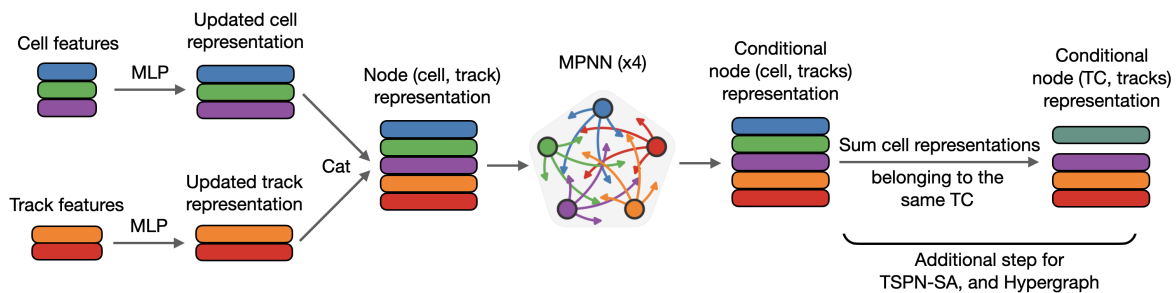 Cell features
MLP
Updated cell
representation
Track features
MLP
Updated track
representation
Cat
Node (cell, track)
representation
MPNN (x4)
Conditional
node (cell, tracks)
representation
Sum cell representations
belonging to the
same TC
Conditional
node (TC, tracks)
representation
Additional step for
TSPN-SA, and Hypergraph